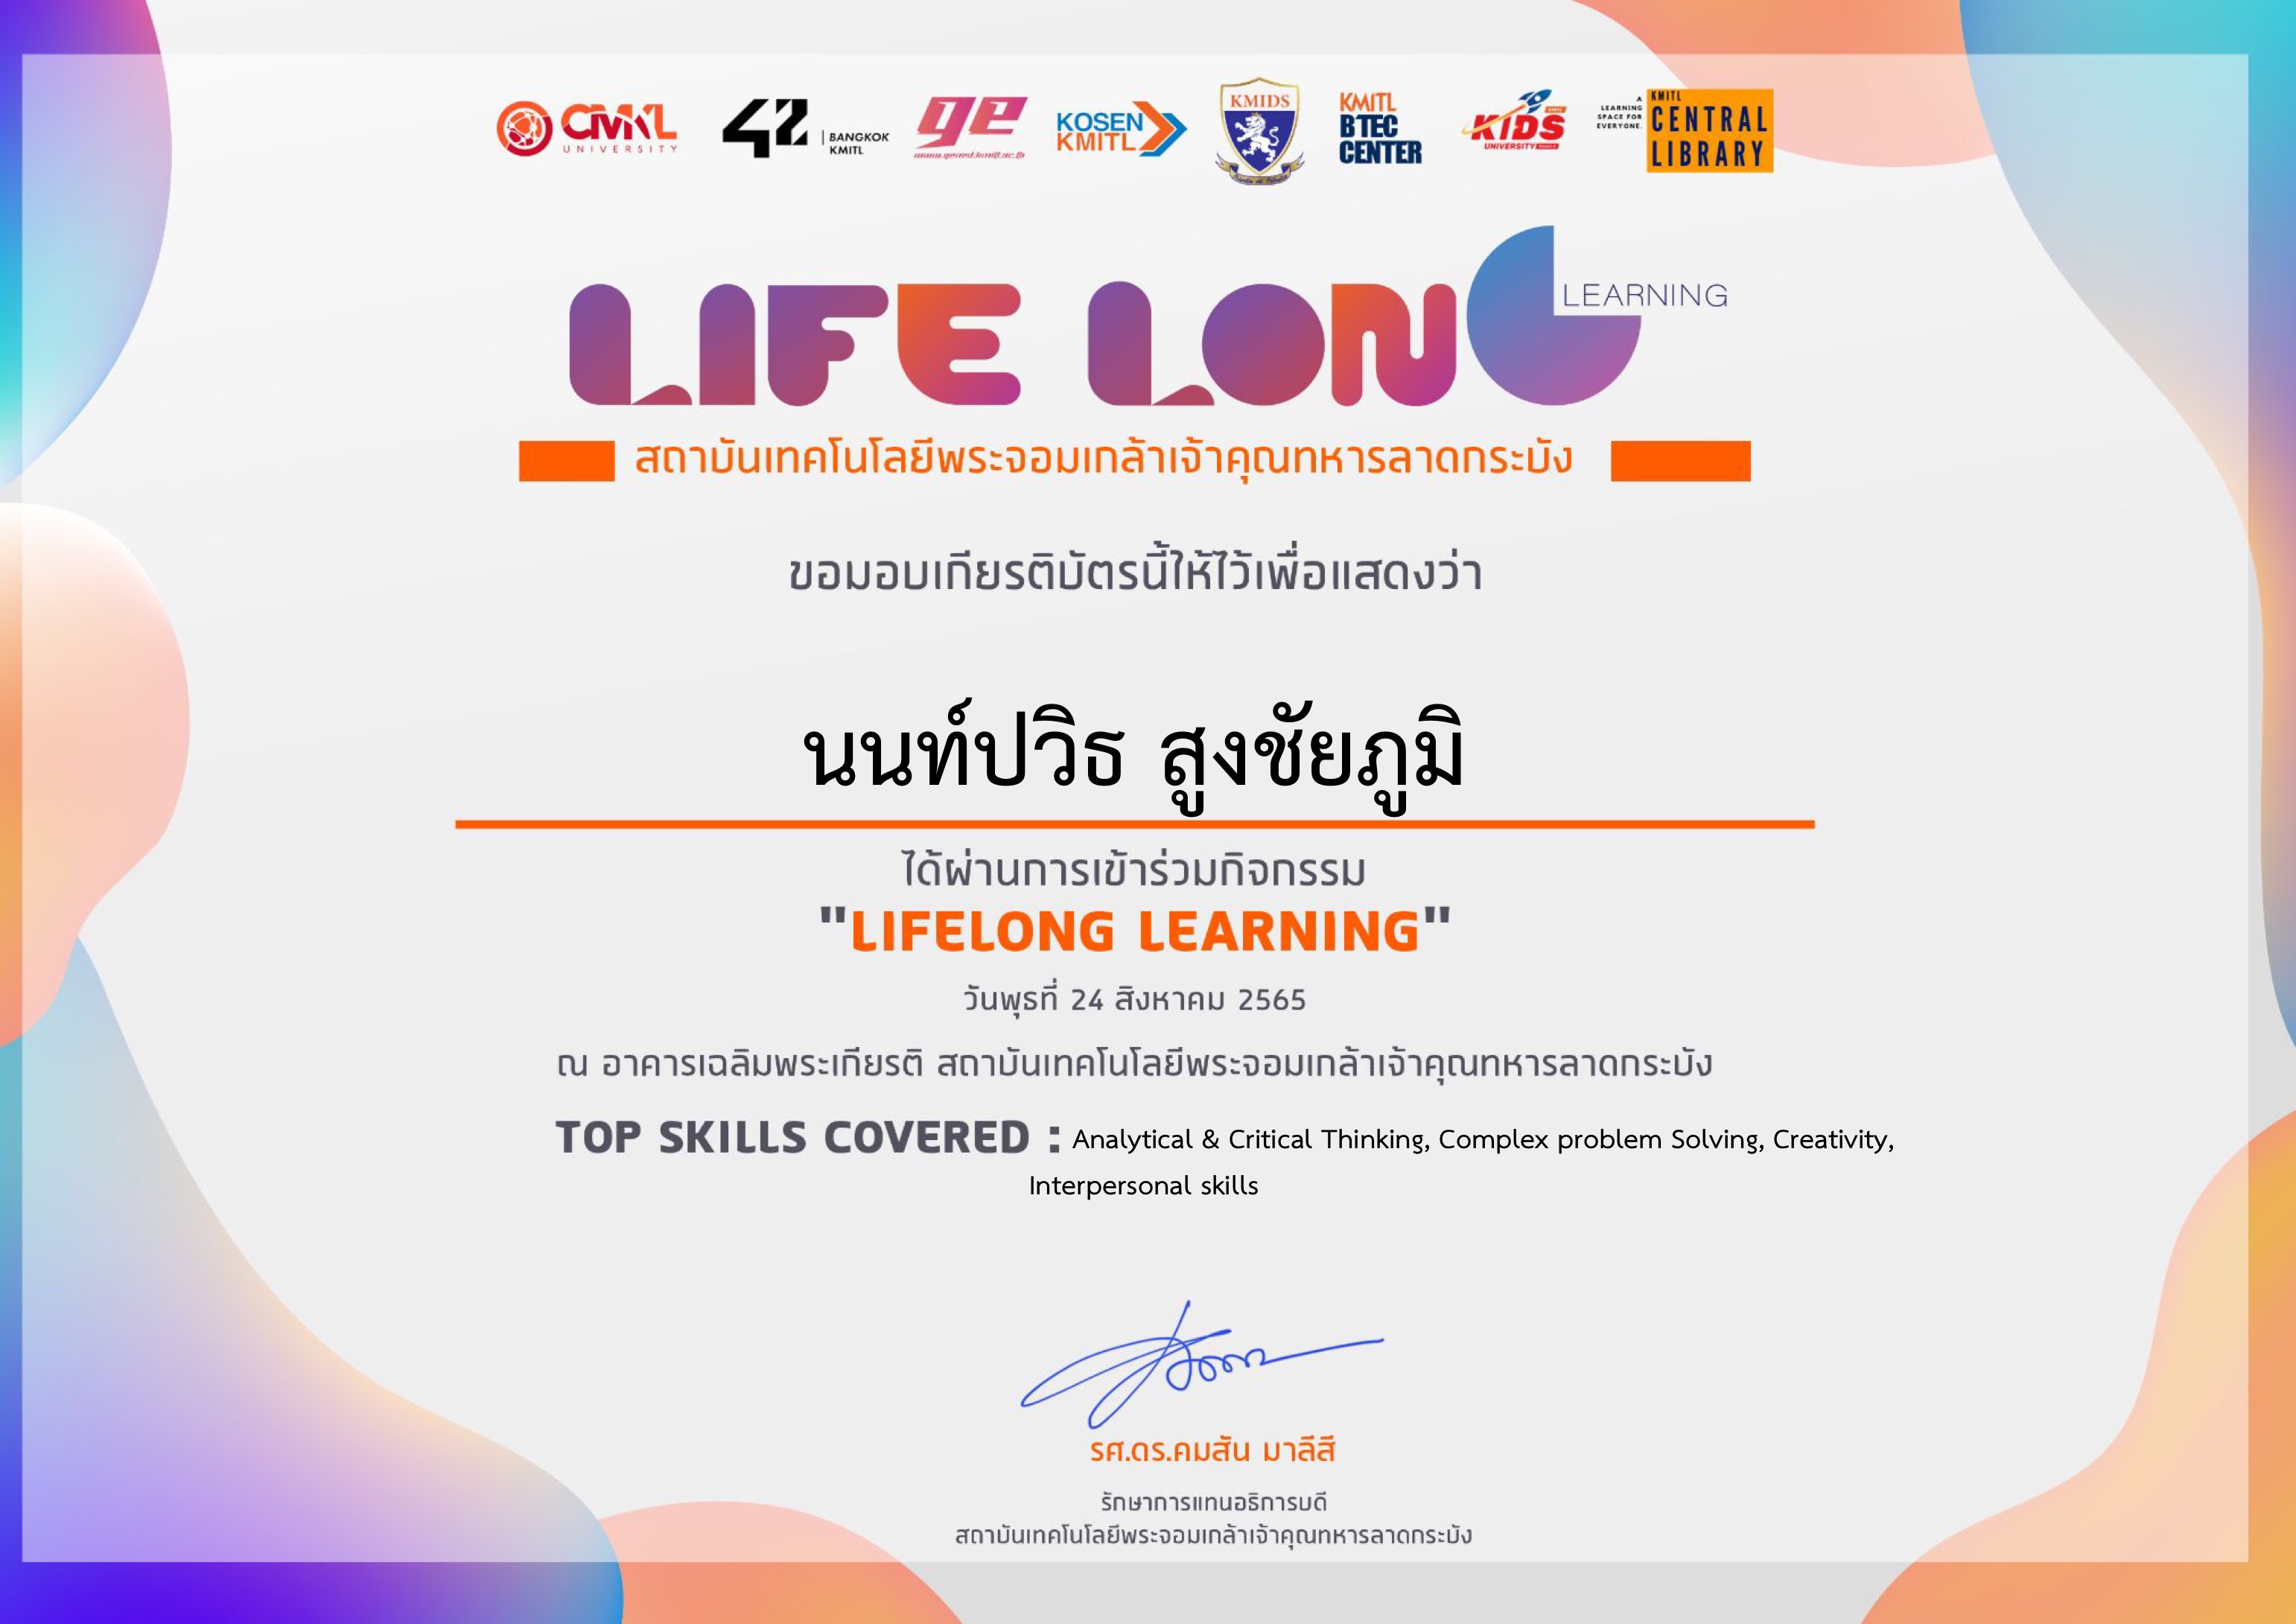 CMKL
UNIVERSITY
42 | BANGKOK
KMITL
ge
www.gened.kmitl.ac.th
KOSEN
KMITL
KMIDS
KMITL
BTEC
CENTER
KIDS
UNIVERSITY
A
LEARNING
SPACE FOR
EVERYONE.
KMITL
CENTRAL
LIBRARY
LIFE LONG
LEARNING
สถาบันเทคโนโลยีพระจอมเกล้าเจ้าคุณทหารลาดกระบัง
ขอมอบเกียรติบัตรนี้ให้ไว้เพื่อแสดงว่า
นนท์ปวิธ สูงชัยภูมิ
ได้ผ่านการเข้าร่วมกิจกรรม
"LIFELONG LEARNING"
วันพุธที่ 24 สิงหาคม 2565
ณ อาคารเฉลิมพระเกียรติ สถาบันเทคโนโลยีพระจอมเกล้าเจ้าคุณทหารลาดกระบัง
TOP SKILLS COVERED : Analytical & Critical Thinking, Complex problem Solving, Creativity,
Interpersonal skills
รศ.ดร.คมสัน มาลีสี
รักษาการแทนอธิการบดี
สถาบันเทคโนโลยีพระจอมเกล้าเจ้าคุณทหารลาดกระบัง